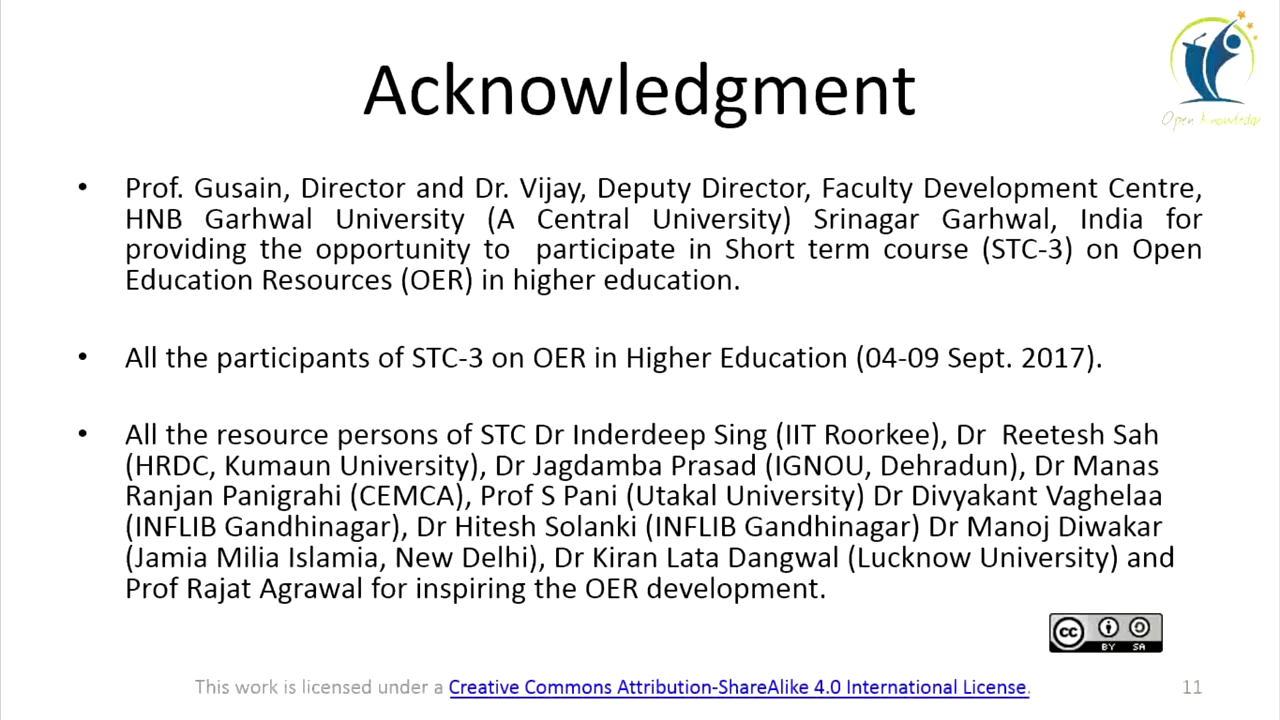 Acknowledgment
Open Knowledge
• Prof. Gusain, Director and Dr. Vijay, Deputy Director, Faculty Development Centre,
HNB Garhwal University (A Central University) Srinagar Garhwal, India for
providing the opportunity to participate in Short term course (STC-3) on Open
Education Resources (OER) in higher education.
• All the participants of STC-3 on OER in Higher Education (04-09 Sept. 2017).
• All the resource persons of STC Dr Inderdeep Sing (IIT Roorkee), Dr Reetesh Sah
(HRDC, Kumaun University), Dr Jagdamba Prasad (IGNOU, Dehradun), Dr Manas
Ranjan Panigrahi (CEMCA), Prof S Pani (Utakal University) Dr Divyakant Vaghelaa
(INFLIB Gandhinagar), Dr Hitesh Solanki (INFLIB Gandhinagar) Dr Manoj Diwakar
(Jamia Milia Islamia, New Delhi), Dr Kiran Lata Dangwal (Lucknow University) and
Prof Rajat Agrawal for inspiring the OER development.
cc BY SA
This work is licensed under a Creative Commons Attribution-ShareAlike 4.0 International License.
11